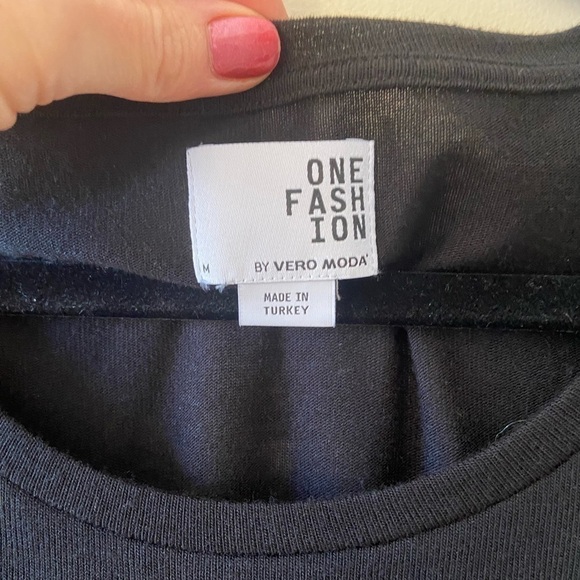 ONE
FASH
ION
M
BY VERO MODA
MADE IN
TURKEY